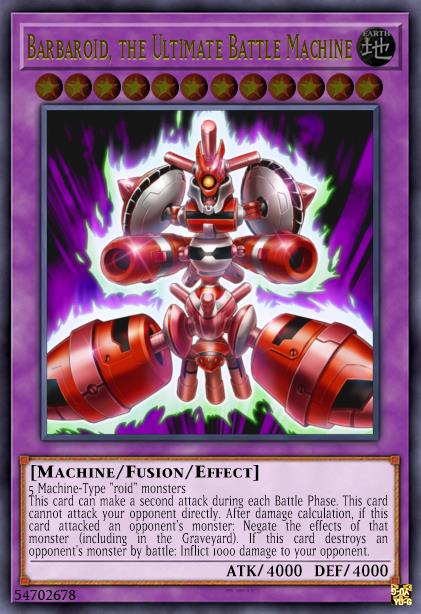 BARBAROID, THE ULTIMATE BATTLE MACHINE
EARTH
地
[MACHINE/FUSION/EFFECT]
5 Machine-Type "roid" monsters
This card can make a second attack during each Battle Phase. This card
cannot attack your opponent directly. After damage calculation, if this
card attacked an opponent's monster: Negate the effects of that
monster (including in the Graveyard). If this card destroys an
opponent's monster by battle: Inflict 1000 damage to your opponent.
ATK/4000 DEF/4000
54702678